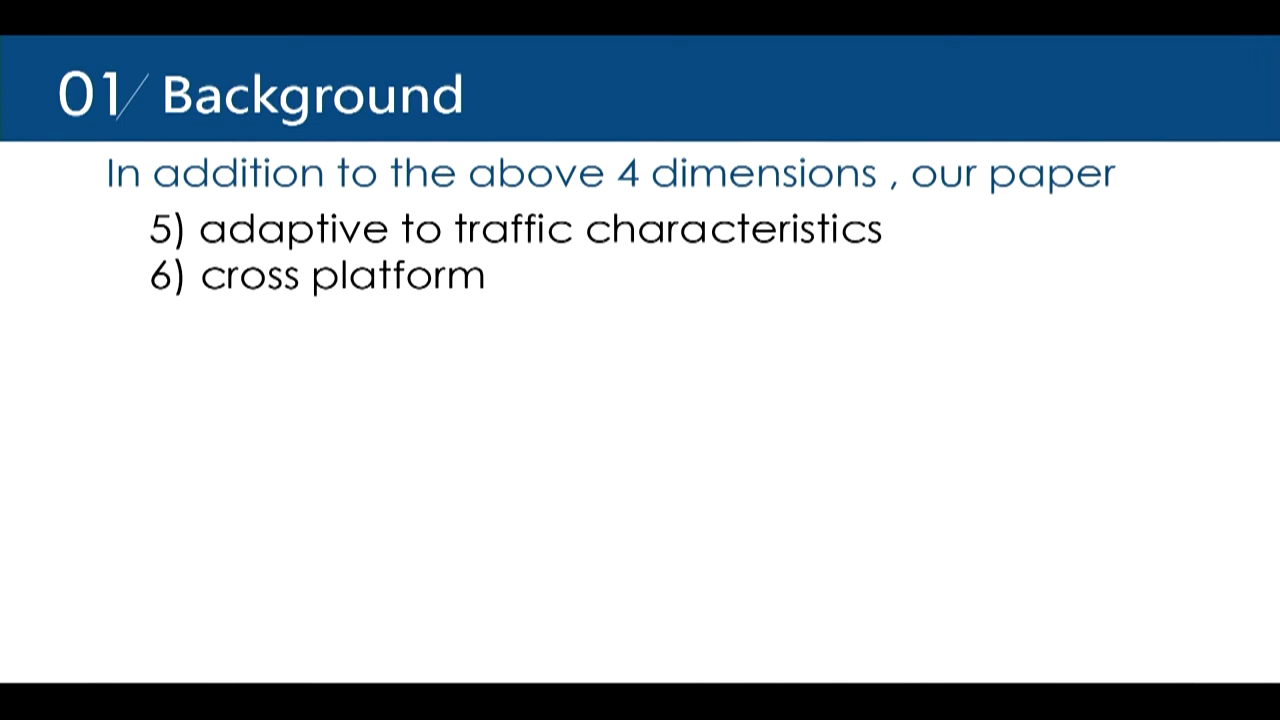 01/ Background
In addition to the above 4 dimensions , our paper
5) adaptive to traffic characteristics
6) cross platform